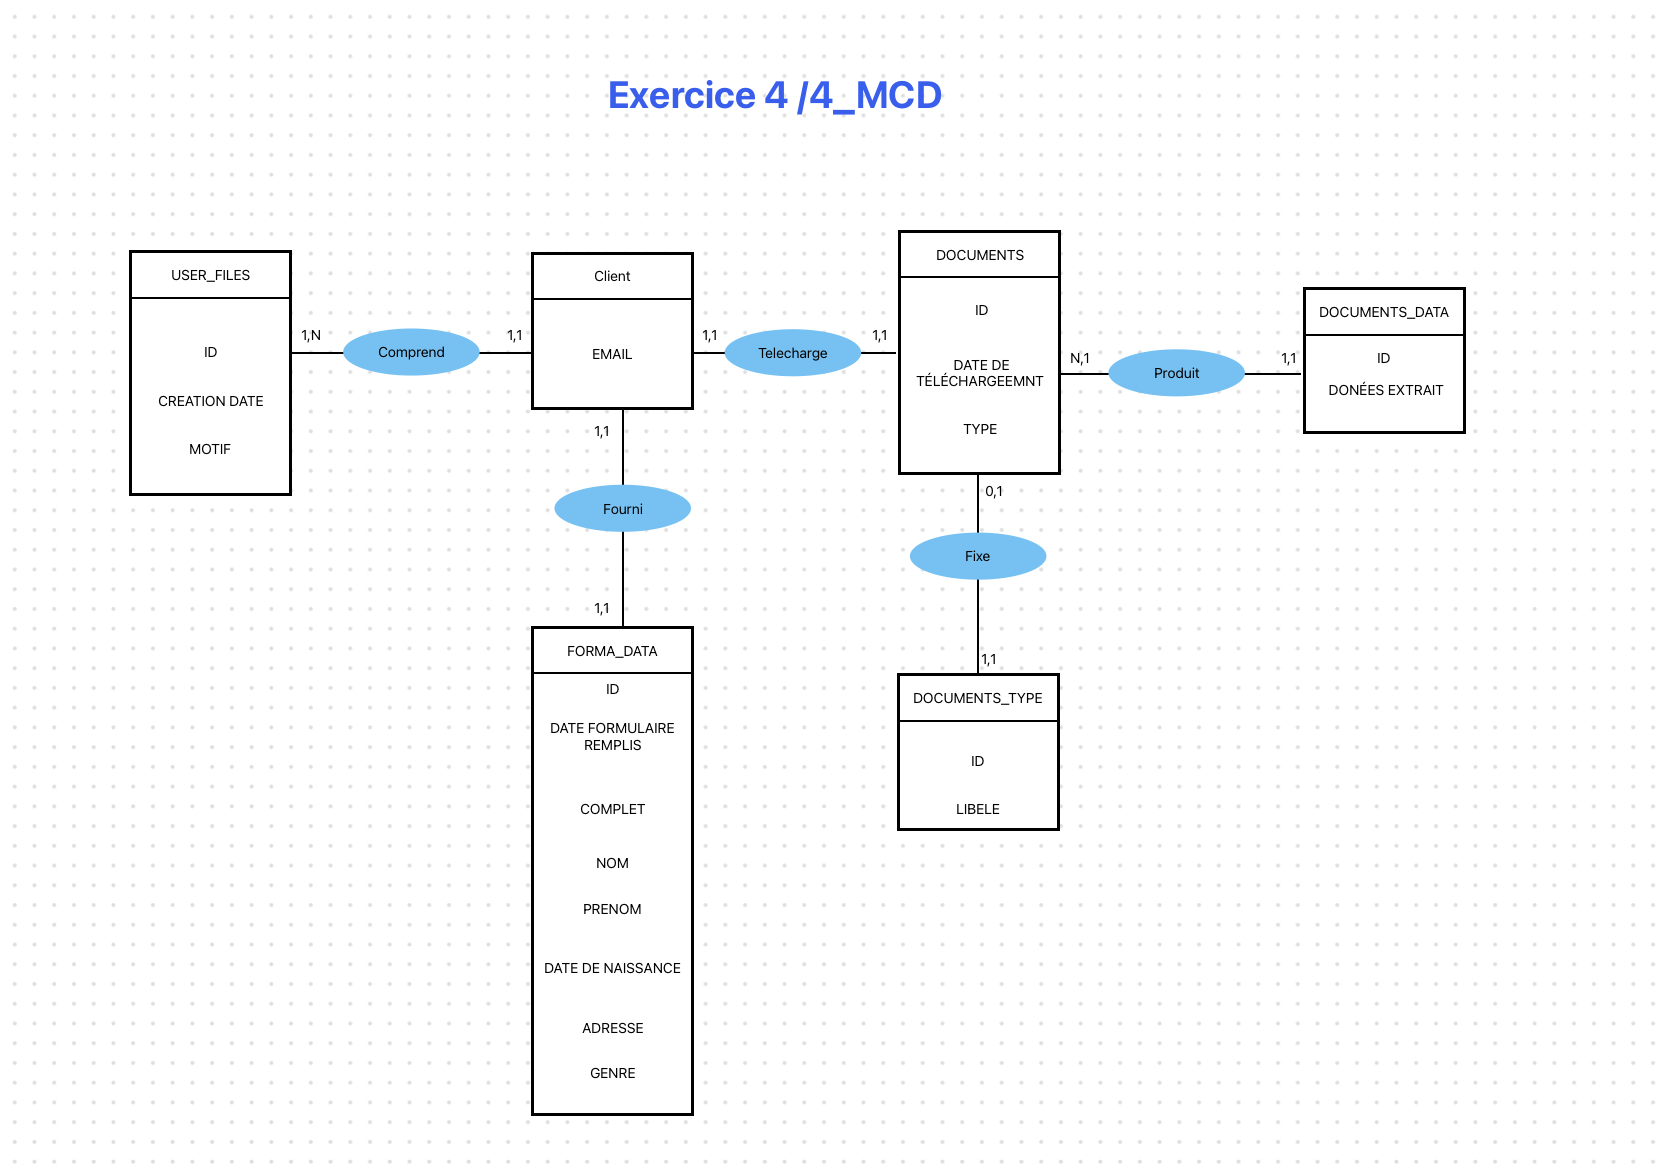 Exercice 4 /4_MCD
USER_FILES
ID
CREATION DATE
MOTIF
1,N
Comprend
1,1
Client
EMAIL
1,1
Telecharge
1,1
DOCUMENTS
ID
DATE DE
TÉLÉCHARGEEMNT
TYPE
N,1
Produit
1,1
DOCUMENTS_DATA
ID
DONÉES EXTRAIT
1,1
Fourni
1,1
FORMA_DATA
ID
DATE FORMULAIRE
REMPLIS
COMPLET
NOM
PRENOM
DATE DE NAISSANCE
ADRESSE
GENRE
0,1
Fixe
1,1
DOCUMENTS_TYPE
ID
LIBELE